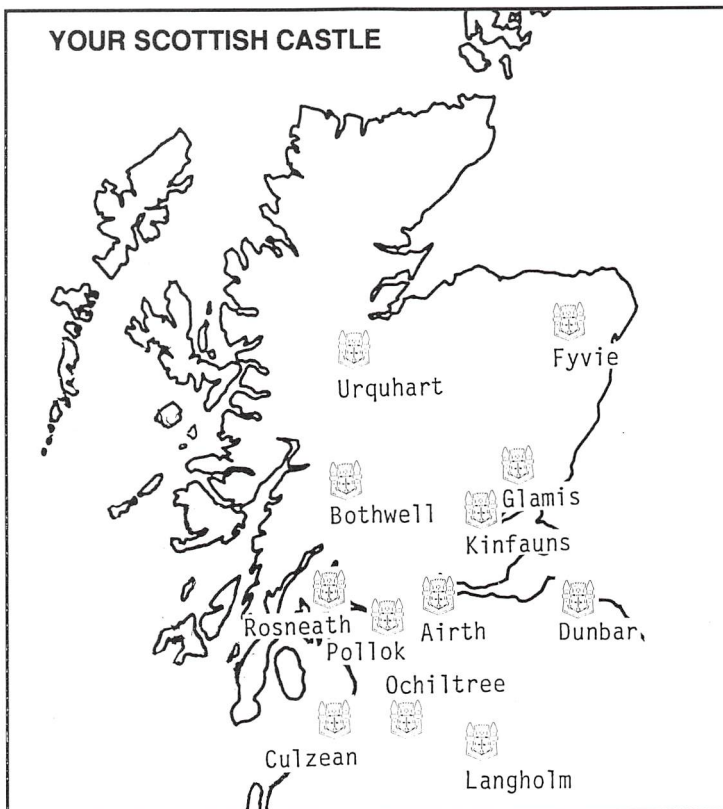 YOUR SCOTTISH CASTLE
Fyvie
Urquhart
Glamis
Bothwell
Kinfauns
Rosneath
Airth
Dunbar
Pollok
Ochiltree
Culzean
Langholm